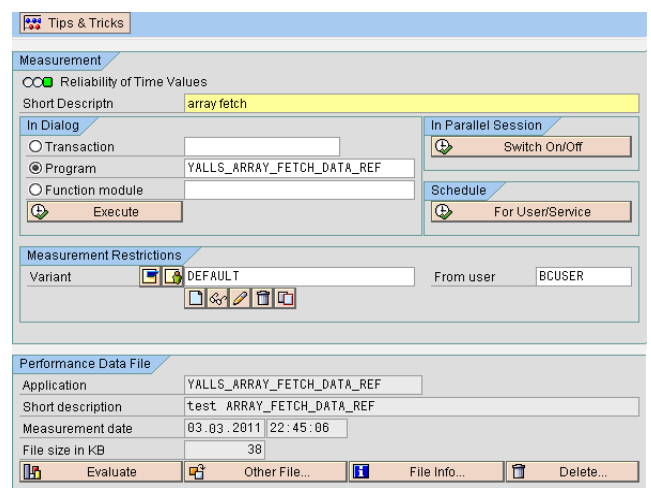 Tips & Tricks
Measurement
Reliability of Time Values
Short Descriptn array fetch
In Dialog
In Parallel Session
Transaction
Switch On/Off
Program YALLS_ARRAY_FETCH_DATA_REF
Function module
Schedule
Execute
For User/Service
Measurement Restrictions
Variant DEFAULT From user BCUSER
Performance Data File
Application YALLS_ARRAY_FETCH_DATA_REF
Short description test ARRAY_FETCH_DATA_REF
Measurement date 03.03.2011 22:45:06
File size in KB 38
Evaluate Other File... File Info... Delete...